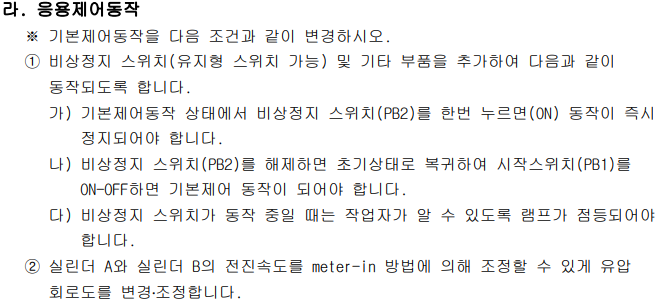 라. 응용제어동작
※ 기본제어동작을 다음 조건과 같이 변경하시오.
① 비상정지 스위치(유지형 스위치 가능) 및 기타 부품을 추가하여 다음과 같이
동작되도록 합니다.
가) 기본제어동작 상태에서 비상정지 스위치(PB2)를 한번 누르면(ON) 동작이 즉시
정지되어야 합니다.
나) 비상정지 스위치(PB2)를 해제하면 초기상태로 복귀하여 시작스위치(PB1)를
ON-OFF하면 기본제어 동작이 되어야 합니다.
다) 비상정지 스위치가 동작 중일 때는 작업자가 알 수 있도록 램프가 점등되어야
합니다.
② 실린더 A와 실린더 B의 전진속도를 meter-in 방법에 의해 조정할 수 있게 유압
회로도를 변경·조정합니다.